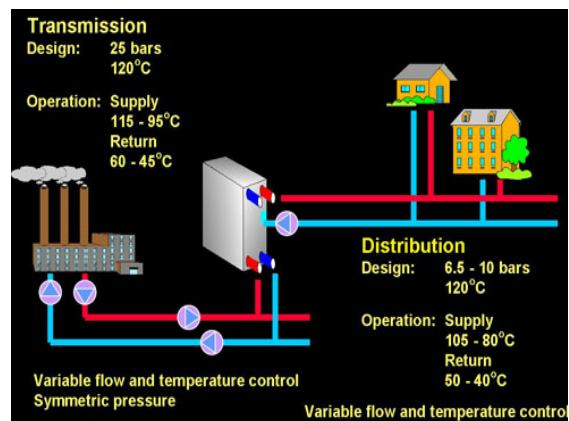 Transmission
Design: 25 bars
120°C
Operation: Supply
115 - 95°C
Return
60 - 45°C
Distribution
Design: 6.5 - 10 bars
120°C
Operation: Supply
105 - 80°C
Return
50 - 40°C
Variable flow and temperature control
Symmetric pressure
Variable flow and temperature control